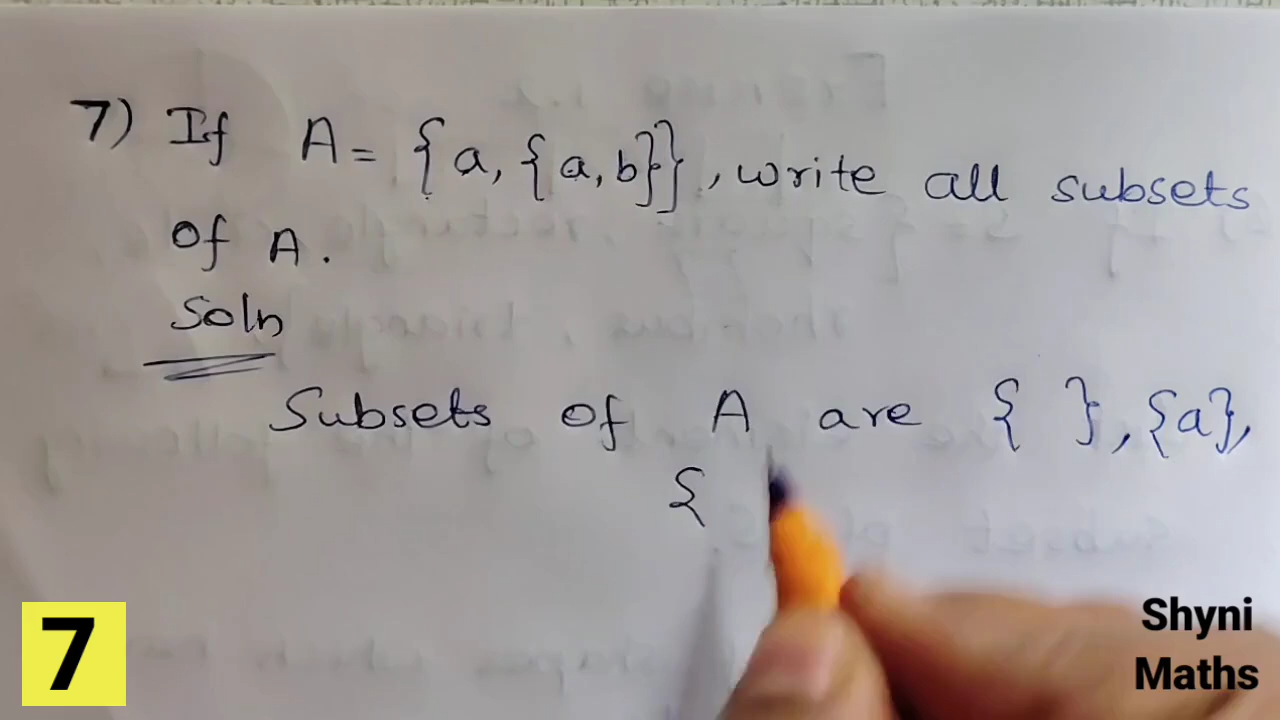 7) If A = {a, {a, b}}, write all subsets
of A.
Soln
Subsets of A are { }, {a},
{
7
Shyni
Maths